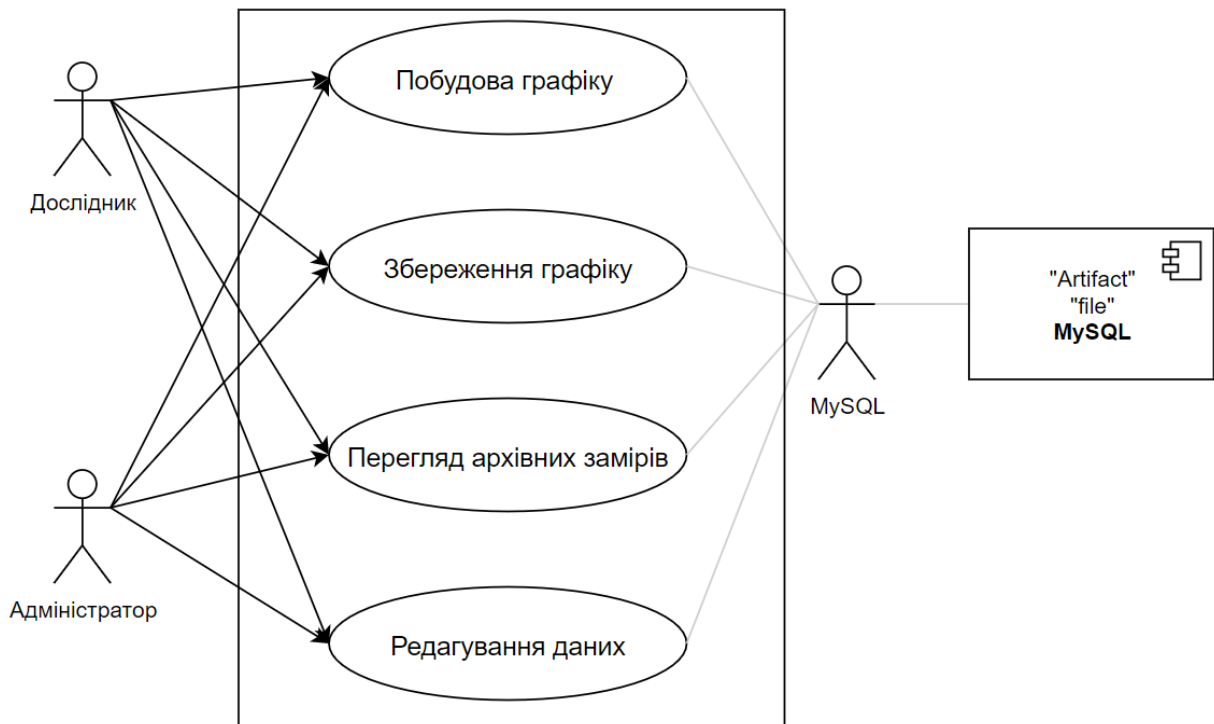 Побудова графіку
Дослідник
Збереження графіку
"Artifact"
"file"
MySQL
MySQL
Перегляд архівних замірів
Адміністратор
Редагування даних